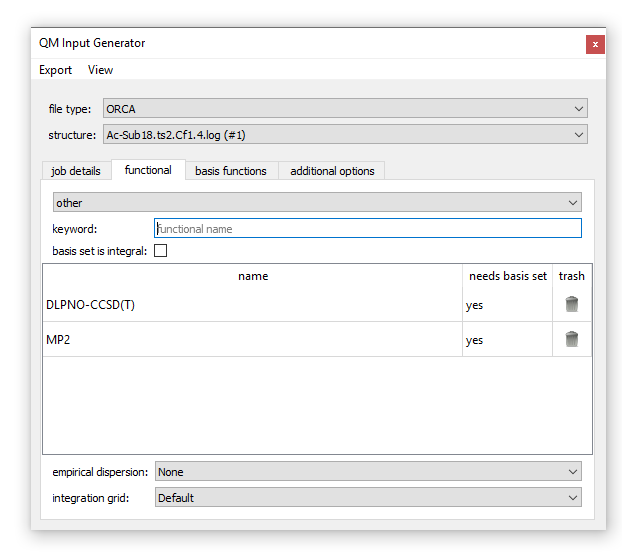 QM Input Generator
x
Export View
file type: ORCA
structure: Ac-Sub18.ts2.Cf1.4.log (#1)
job details functional basis functions additional options
other
keyword: functional name
basis set is integral:
name needs basis set trash
DLPNO-CCSD(T) yes
MP2 yes
empirical dispersion: None
integration grid: Default